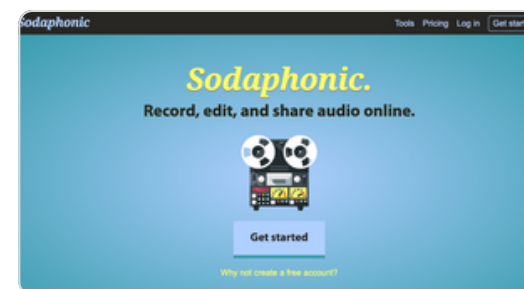 Sodaphonic
Tools Pricing Log in Get star
Sodaphonic.
Record, edit, and share audio online.
Get started
Why not create a free account?